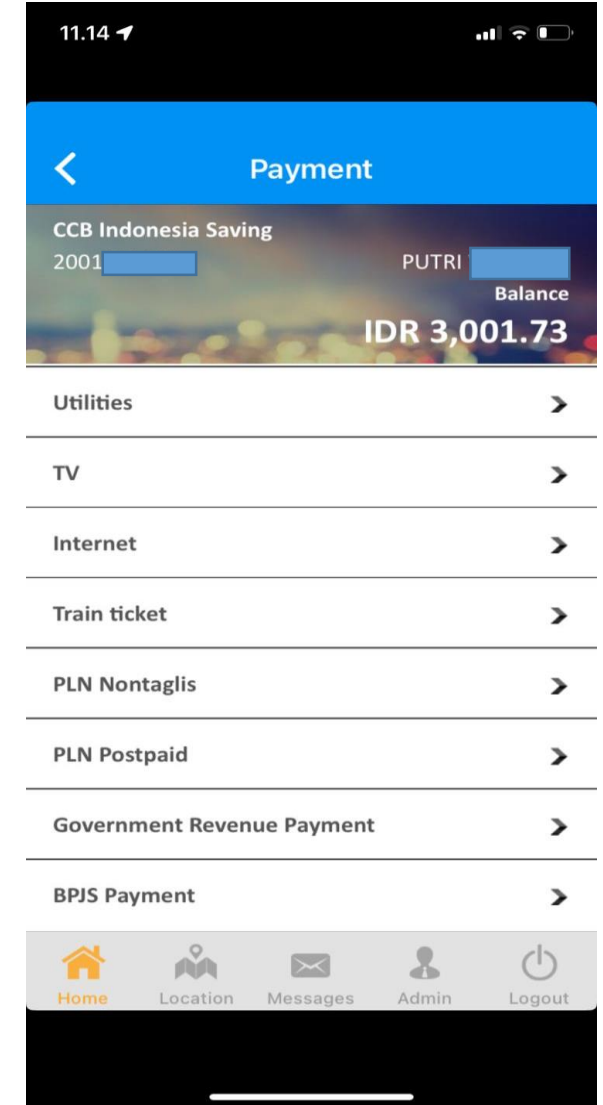 11.14
Payment
CCB Indonesia Saving
2001
PUTRI
Balance
IDR 3,001.73
Utilities
TV
Internet
Train ticket
PLN Nontaglis
PLN Postpaid
Government Revenue Payment
BPJS Payment
Home Location Messages Admin Logout